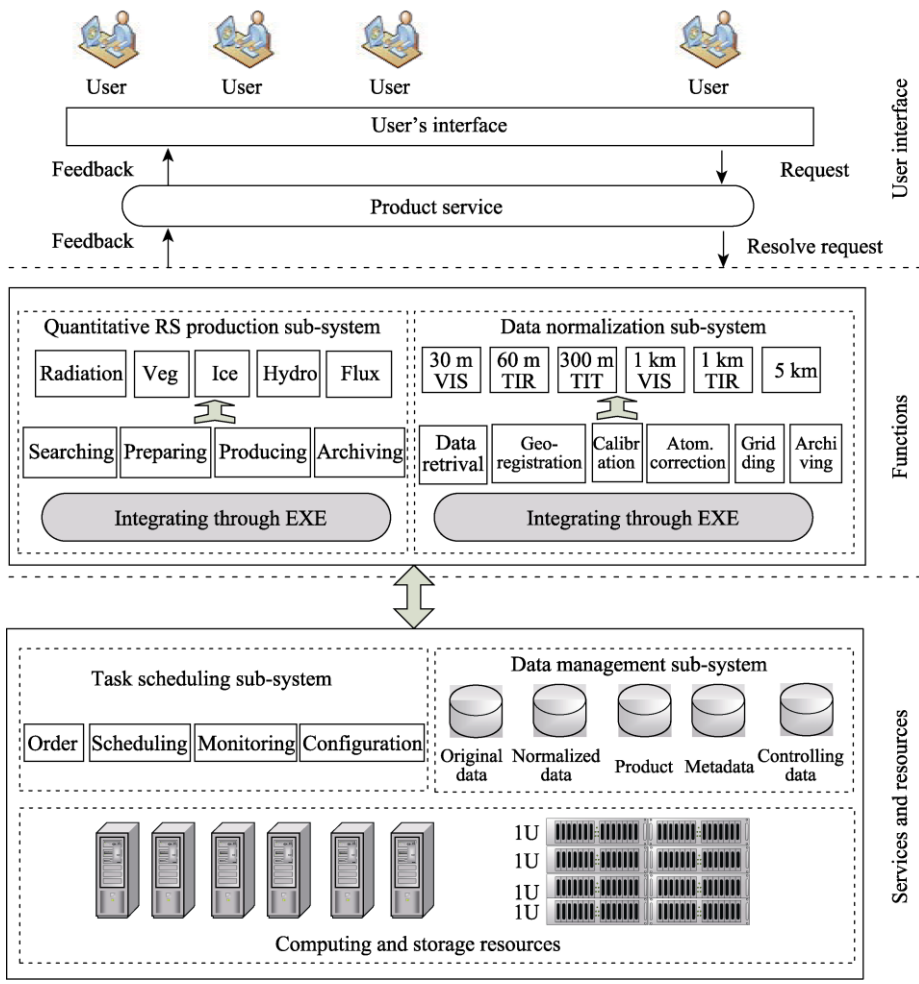 User
User
User
User
User's interface
Feedback
Request
Product service
Feedback
Resolve request
User interface
Quantitative RS production sub-system
Radiation
Veg
Ice
Hydro
Flux
Searching
Preparing
Producing
Archiving
Integrating through EXE
Data normalization sub-system
30 m
VIS
60 m
TIR
300 m
TIT
1 km
VIS
1 km
TIR
5 km
Data
retrival
Geo-
registration
Calibr
ation
Atom.
correction
Grid
ding
Archi
ving
Integrating through EXE
Functions
Task scheduling sub-system
Order
Scheduling
Monitoring
Configuration
Data management sub-system
Original
data
Normalized
data
Product
Metadata
Controlling
data
1U
1U
1U
1U
Computing and storage resources
Services and resources